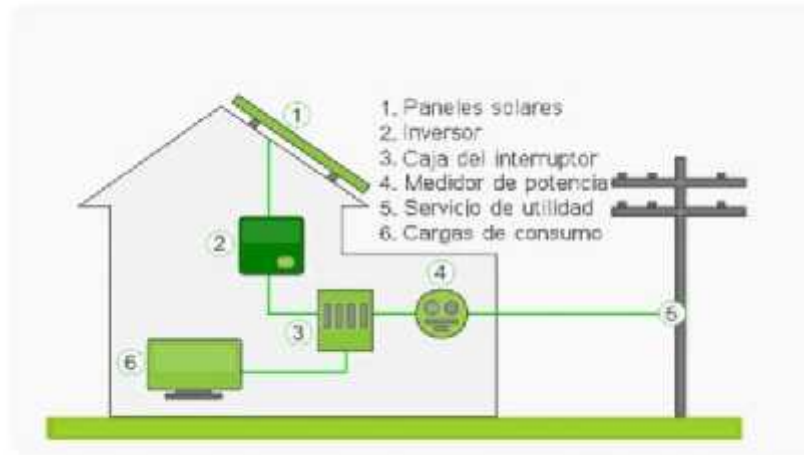 1. Paneles solares
2. Inversor
3. Caja del interruptor
4. Medidor de potencia
5. Servicio de utilidad
6. Cargas de consumo
1
2
3
4
5
6